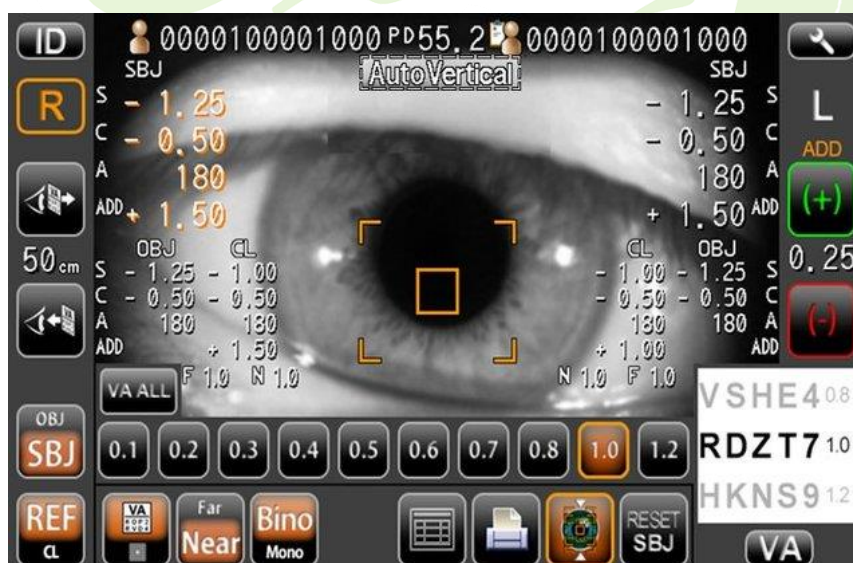 ID 0000100001000 PD55.2 0000100001000
SBJ AutoVertical SBJ
R S - 1.25 - 1.25 S L
C - 0.50 - 0.50 C ADD
A 180 180 A (+)
ADD + 1.50 + 1.50 ADD
OBJ CL CL OBJ
50cm S - 1.25 - 1.00 - 1.00 - 1.25 S 0.25
C - 0.50 - 0.50 - 0.50 - 0.50 C
A 180 180 180 180 A (-)
ADD + 1.50 + 1.00 ADD
VA ALL F 1.0 N 1.0 N 1.0 F 1.0
VSHE4 0.8
OBJ
SBJ 0.1 0.2 0.3 0.4 0.5 0.6 0.7 0.8 1.0 1.2 RDZT7 1.0
HKNS9 1.2
REF VA Far Bino RESET
CL Near Mono SBJ VA